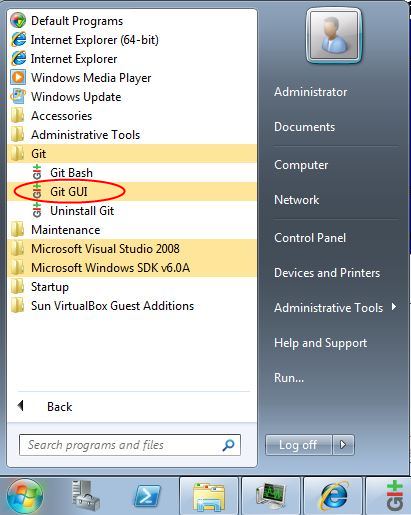 Default Programs
Internet Explorer (64-bit)
Internet Explorer
Windows Media Player
Windows Update
Accessories
Administrative Tools
Git
Git Bash
Git GUI
Uninstall Git
Maintenance
Microsoft Visual Studio 2008
Microsoft Windows SDK v6.0A
Startup
Sun VirtualBox Guest Additions
Back
Search programs and files
Administrator
Documents
Computer
Network
Control Panel
Devices and Printers
Administrative Tools
Help and Support
Run...
Log off